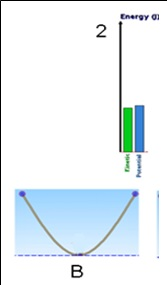 Energy (J)
2
Kinetic
Potential
B